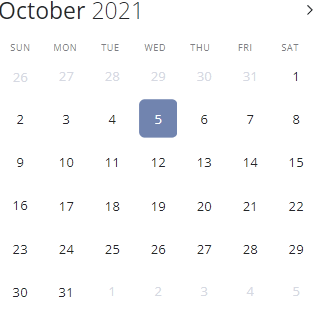 October 2021
SUN MON TUE WED THU FRI SAT
26 27 28 29 30 31 1
2 3 4 5 6 7 8
9 10 11 12 13 14 15
16 17 18 19 20 21 22
23 24 25 26 27 28 29
30 31 1 2 3 4 5